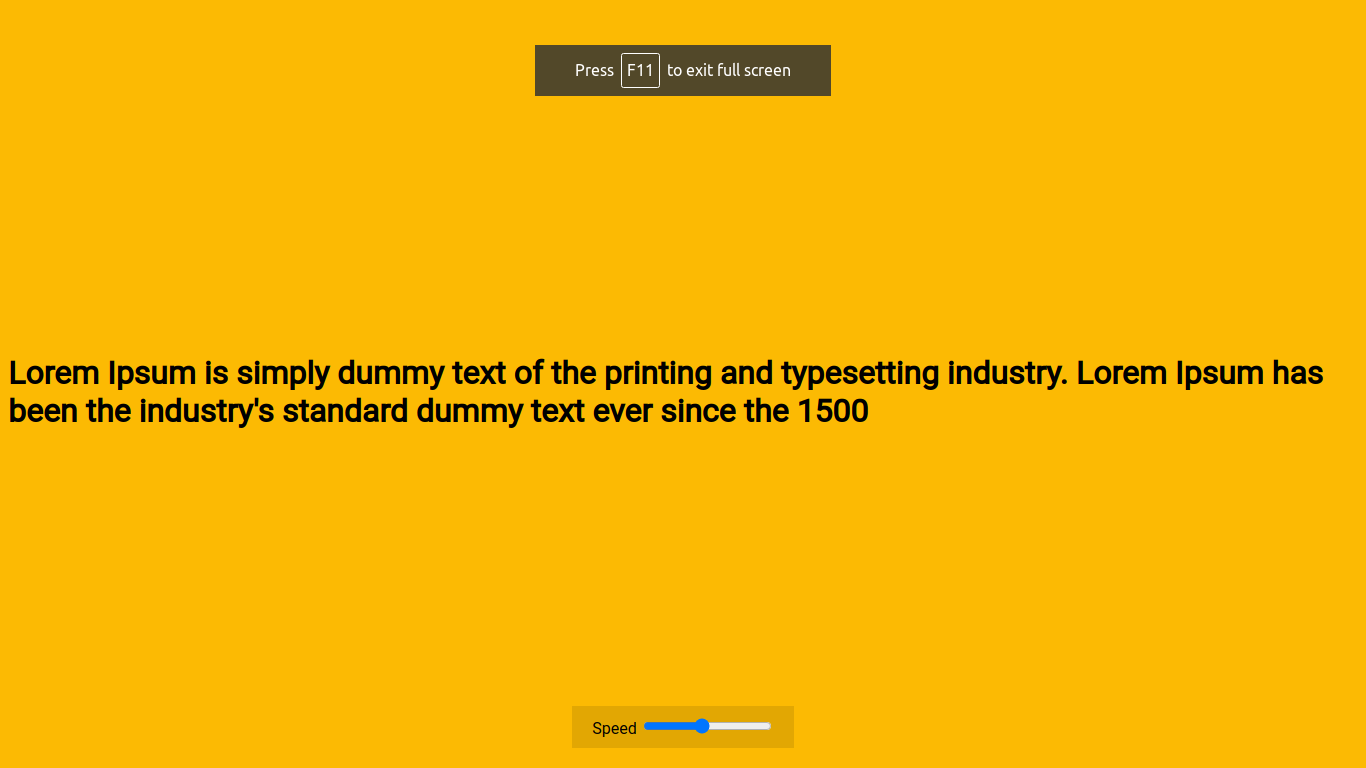 Press F11 to exit full screen
Lorem Ipsum is simply dummy text of the printing and typesetting industry. Lorem Ipsum has
been the industry's standard dummy text ever since the 1500
Speed